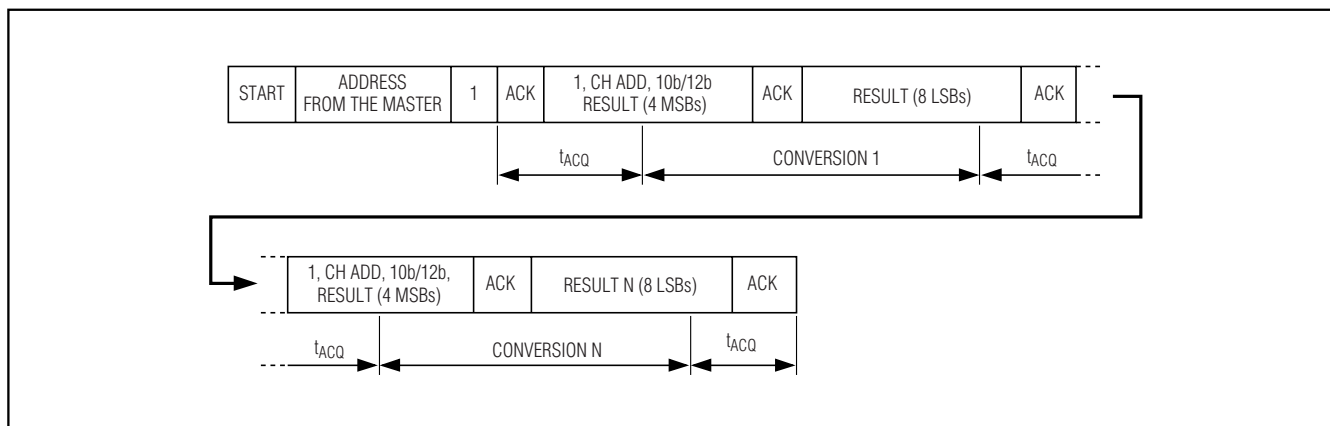 START
ADDRESS
FROM THE MASTER
1
ACK
1, CH ADD, 10b/12b
RESULT (4 MSBs)
ACK
RESULT (8 LSBs)
ACK
tACQ
CONVERSION 1
tACQ
1, CH ADD, 10b/12b,
RESULT (4 MSBs)
ACK
RESULT N (8 LSBs)
ACK
tACQ
CONVERSION N
tACQ